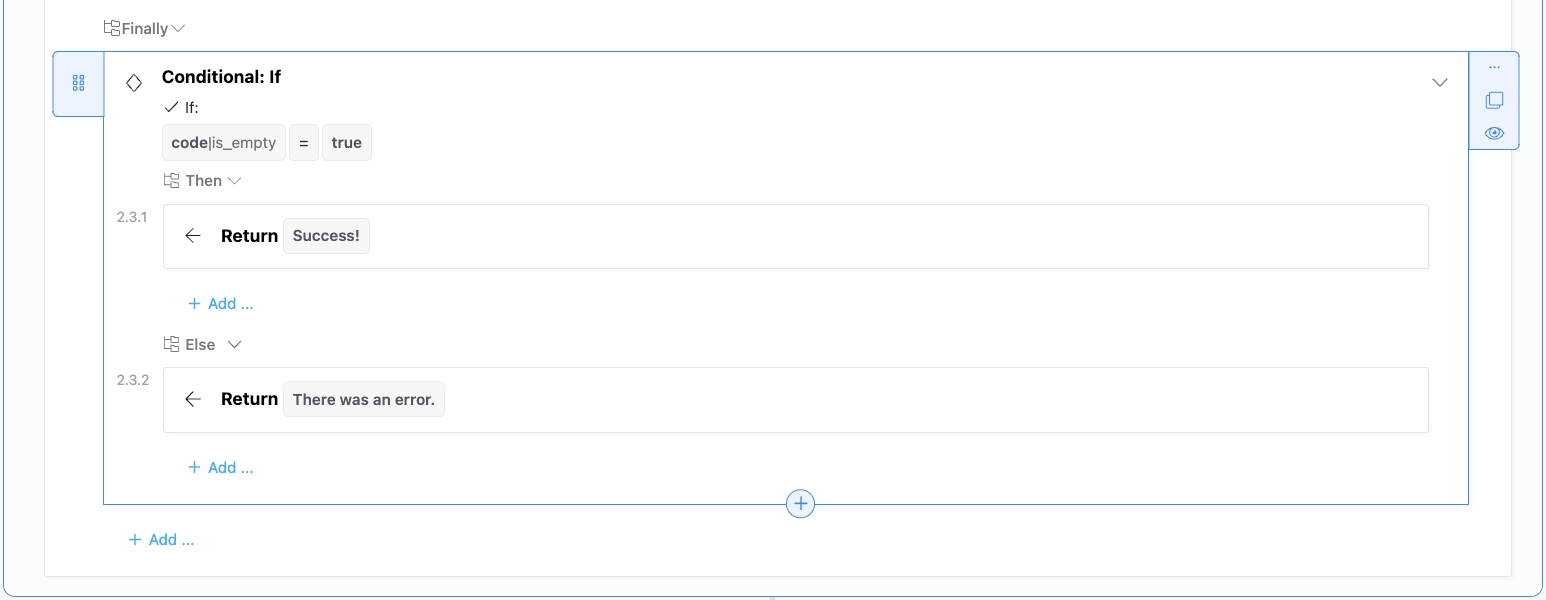 Finally
Conditional: If
If:
code|is_empty = true
Then
2.3.1
Return Success!
+ Add ...
Else
2.3.2
Return There was an error.
+ Add ...
+ Add ...